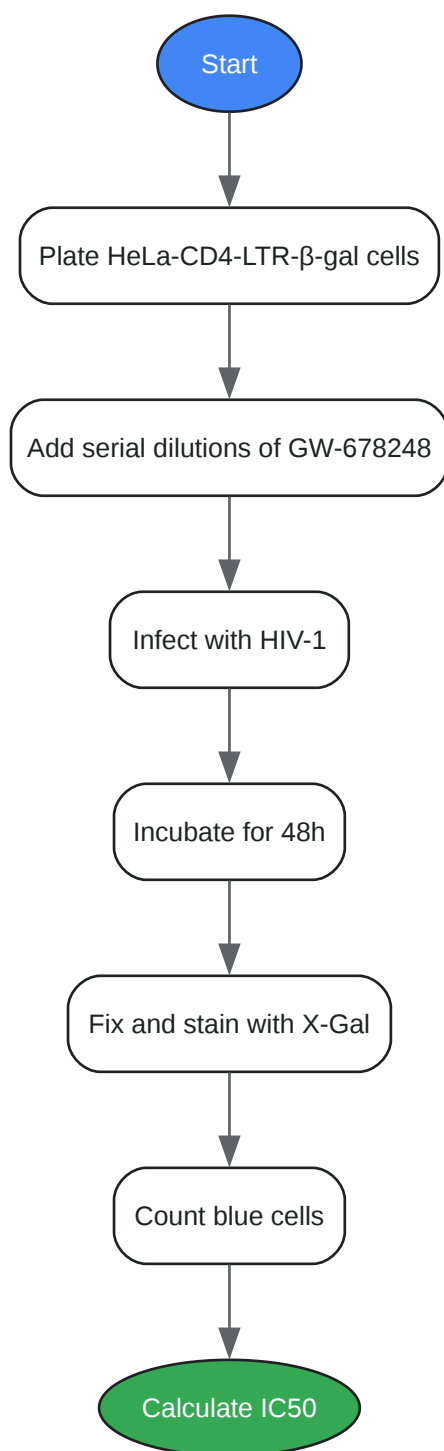 Start
Plate HeLa-CD4-LTR-β-gal cells
Add serial dilutions of GW-678248
Infect with HIV-1
Incubate for 48h
Fix and stain with X-Gal
Count blue cells
Calculate IC50